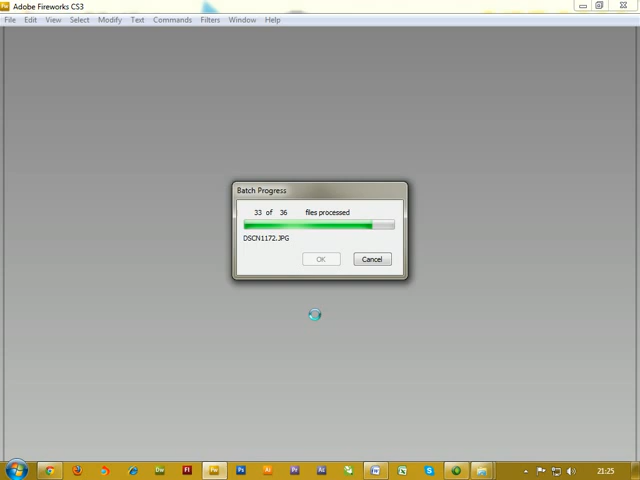 Fw Adobe Fireworks CS3
File Edit View Select Modify Text Commands Filters Window Help
Batch Progress
33 of 36 files processed
DSCN1172.JPG
OK Cancel
Dw Fl Fw Ps Ai Pr Ae 21:25